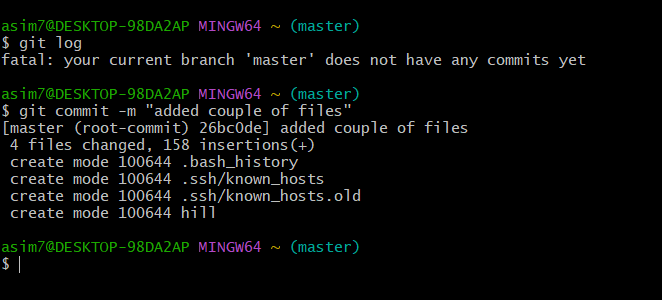 asim7@DESKTOP-98DA2AP MINGW64 ~ (master)
$ git log
fatal: your current branch 'master' does not have any commits yet
asim7@DESKTOP-98DA2AP MINGW64 ~ (master)
$ git commit -m "added couple of files"
[master (root-commit) 26bc0de] added couple of files
 4 files changed, 158 insertions(+)
 create mode 100644 .bash_history
 create mode 100644 .ssh/known_hosts
 create mode 100644 .ssh/known_hosts.old
 create mode 100644 hill
asim7@DESKTOP-98DA2AP MINGW64 ~ (master)
$